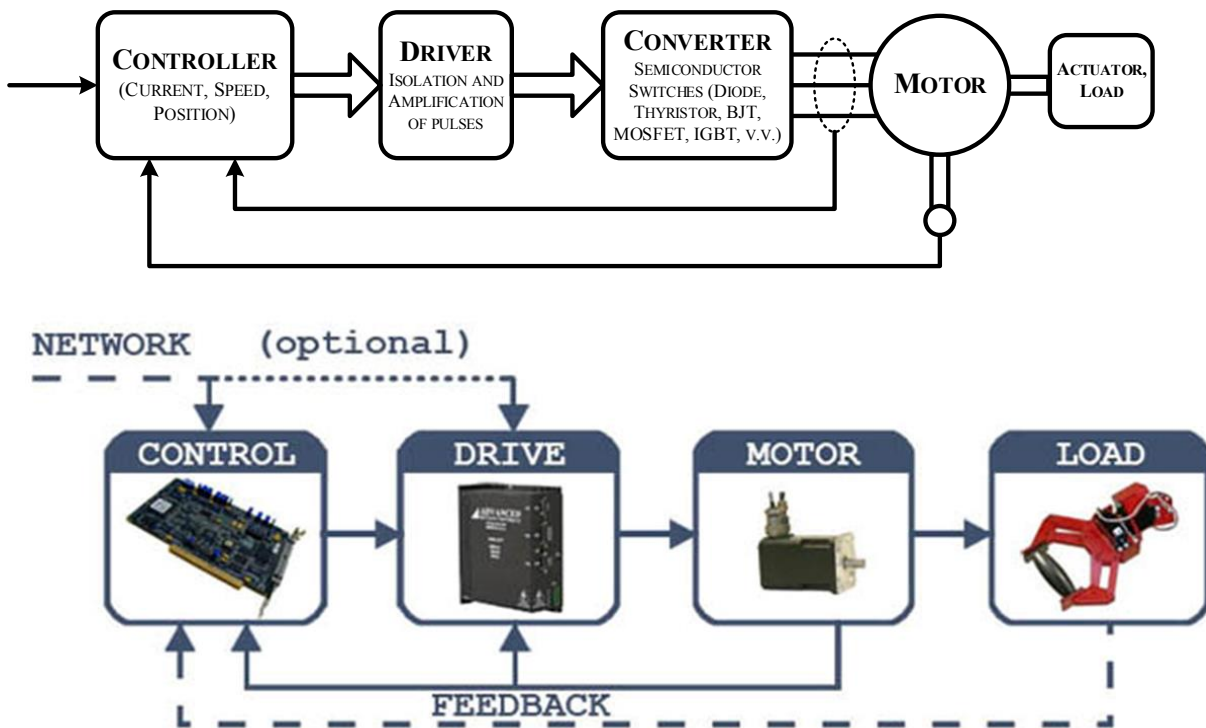 CONTROLLER
(CURRENT, SPEED,
POSITION)
DRIVER
ISOLATION AND
AMPLIFICATION
OF PULSES
CONVERTER
SEMICONDUCTOR
SWITCHES (DIODE,
THYRISTOR, BJT,
MOSFET, IGBT, V.V.)
MOTOR
ACTUATOR,
LOAD
NETWORK (optional)
CONTROL
DRIVE
MOTOR
LOAD
ADVANCED
FEEDBACK